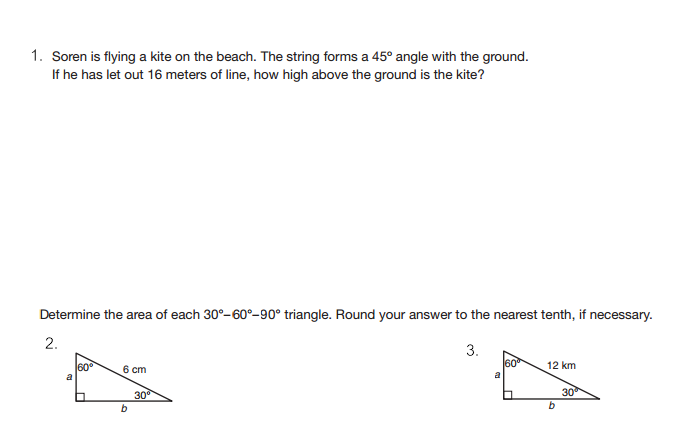 1. Soren is flying a kite on the beach. The string forms a 45° angle with the ground.
If he has let out 16 meters of line, how high above the ground is the kite?
Determine the area of each 30°–60°–90° triangle. Round your answer to the nearest tenth, if necessary.
2.
60°
6 cm
a
30°
b
3.
60°
12 km
a
30°
b